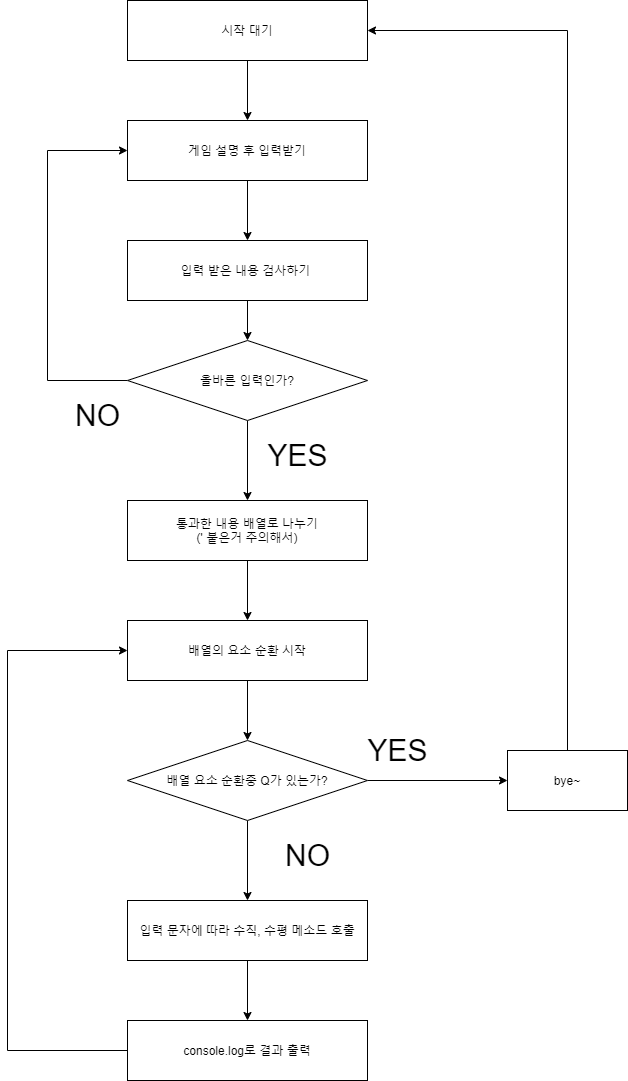 시작 대기
게임 설명 후 입력받기
입력 받은 내용 검사하기
올바른 입력인가?
NO
YES
통과한 내용 배열로 나누기
(' 붙은거 주의해서)
배열의 요소 순환 시작
배열 요소 순환중 Q가 있는가?
YES
bye~
NO
입력 문자에 따라 수직, 수평 메소드 호출
console.log로 결과 출력